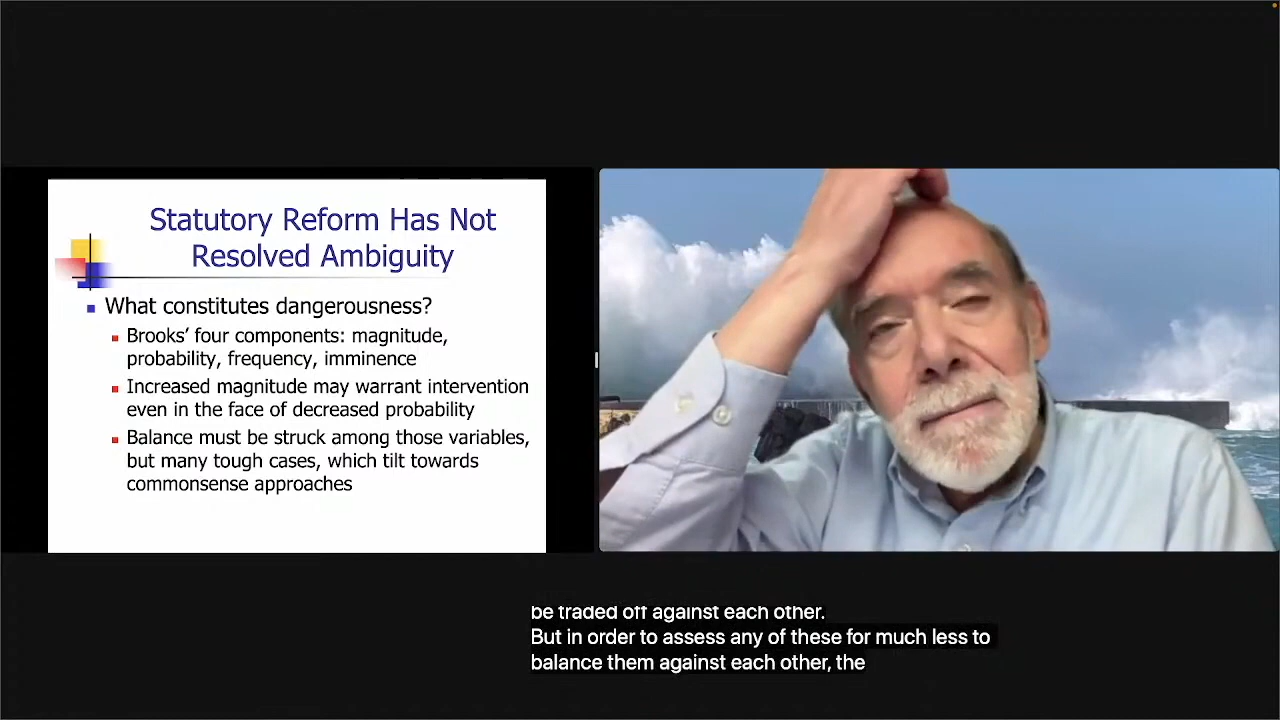 Statutory Reform Has Not
Resolved Ambiguity
What constitutes dangerousness?
Brooks' four components: magnitude,
probability, frequency, imminence
Increased magnitude may warrant intervention
even in the face of decreased probability
Balance must be struck among those variables,
but many tough cases, which tilt towards
commonsense approaches
be traded off against each other.
But in order to assess any of these for much less to
balance them against each other, the